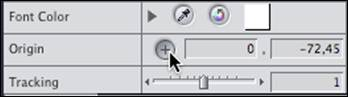 Font Color
Origin 0 , -72,45
Tracking 1